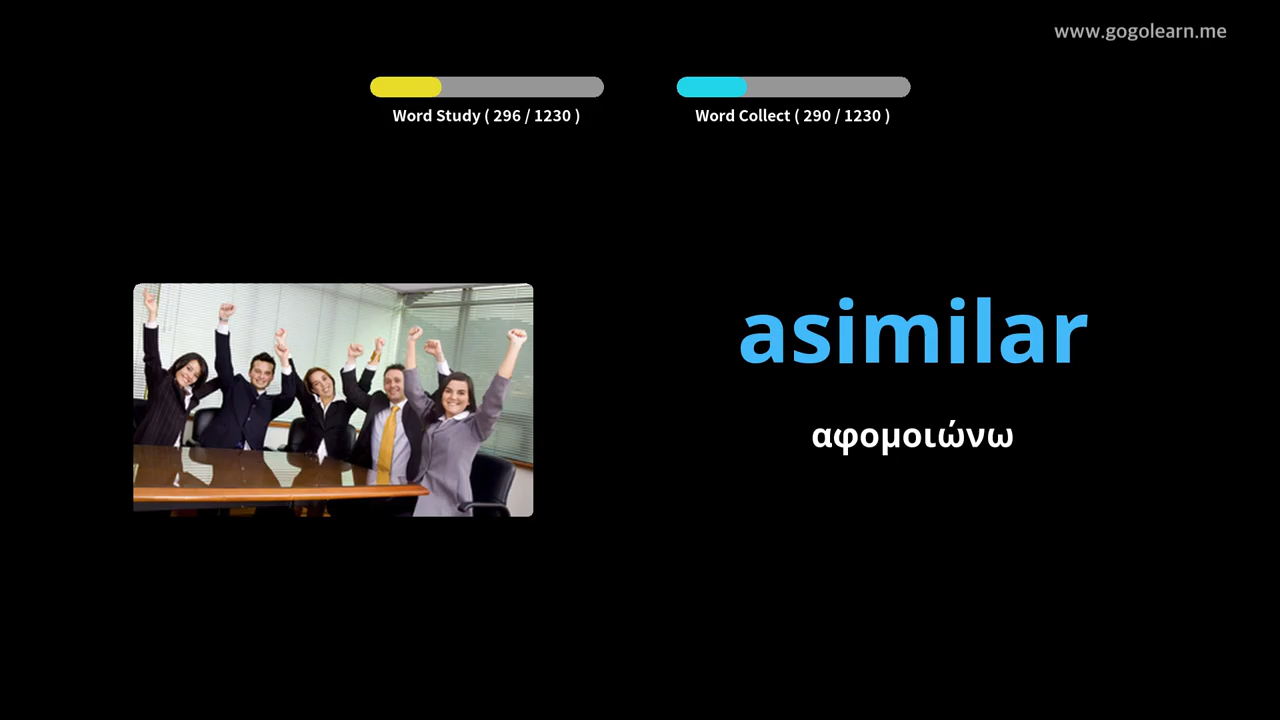 www.gogolearn.me
Word Study ( 296 / 1230 )
Word Collect ( 290 / 1230 )
asimilar
αφομοιώνω